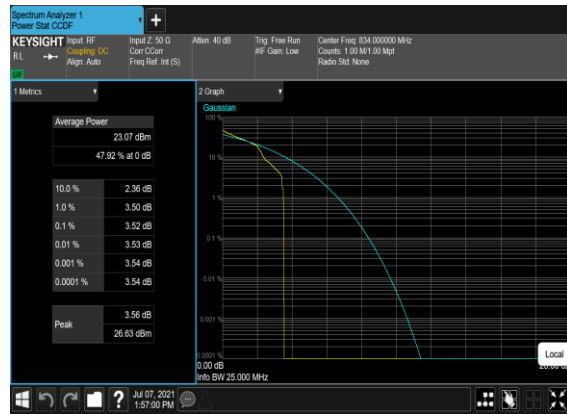 Spectrum Analyzer 1
Power Stat CCDF
KEYSIGHT
RL
Input: RF
Coupling: DC
Align: Auto
Input Z: 50 Ω
Corr CCorr
Freq Ref: Int (S)
Atten: 40 dB
Trig: Free Run
#IF Gain: Low
Center Freq: 834.000000 MHz
Counts: 1.00 M/1.00 Mpt
Radio Std: None
1 Metrics
Average Power
23.07 dBm
47.92 % at 0 dB
10.0 % 2.36 dB
1.0 % 3.50 dB
0.1 % 3.52 dB
0.01 % 3.53 dB
0.001 % 3.54 dB
0.0001 % 3.54 dB
Peak 3.56 dB
26.63 dBm
2 Graph
Gaussian
100 %
10 %
1 %
0.1 %
0.01 %
0.001 %
0.0001 %
0.00 dB
Info BW 25.000 MHz
Local
?
Jul 07, 2021
1:57:00 PM